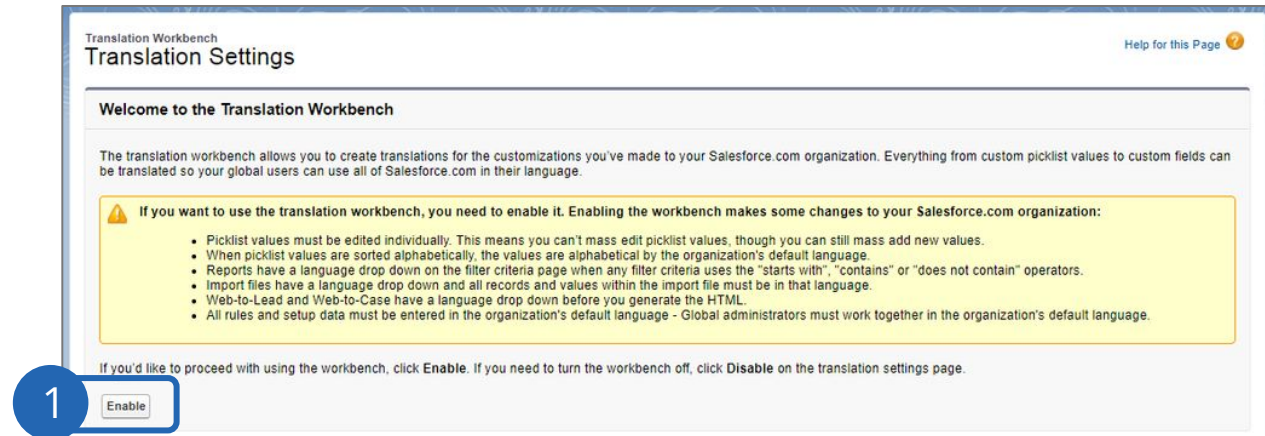 Translation Workbench
Translation Settings
Help for this Page
Welcome to the Translation Workbench
The translation workbench allows you to create translations for the customizations you've made to your Salesforce.com organization. Everything from custom picklist values to custom fields can
be translated so your global users can use all of Salesforce.com in their language.
If you want to use the translation workbench, you need to enable it. Enabling the workbench makes some changes to your Salesforce.com organization:
• Picklist values must be edited individually. This means you can't mass edit picklist values, though you can still mass add new values.
• When picklist values are sorted alphabetically, the values are alphabetical by the organization's default language.
• Reports have a language drop down on the filter criteria page when any filter criteria uses the "starts with", "contains" or "does not contain" operators.
• Import files have a language drop down and all records and values within the import file must be in that language.
• Web-to-Lead and Web-to-Case have a language drop down before you generate the HTML.
• All rules and setup data must be entered in the organization's default language - Global administrators must work together in the organization's default language.
If you'd like to proceed with using the workbench, click Enable. If you need to turn the workbench off, click Disable on the translation settings page.
1
Enable